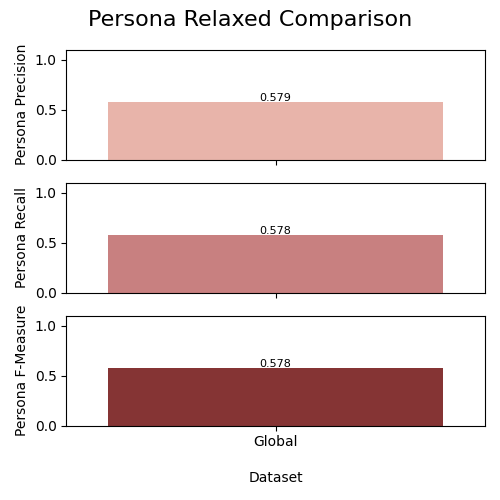 Persona Relaxed Comparison
Persona Precision
1.0
0.5
0.0
0.579
Persona Recall
1.0
0.5
0.0
0.578
Persona F-Measure
1.0
0.5
0.0
0.578
Global
Dataset